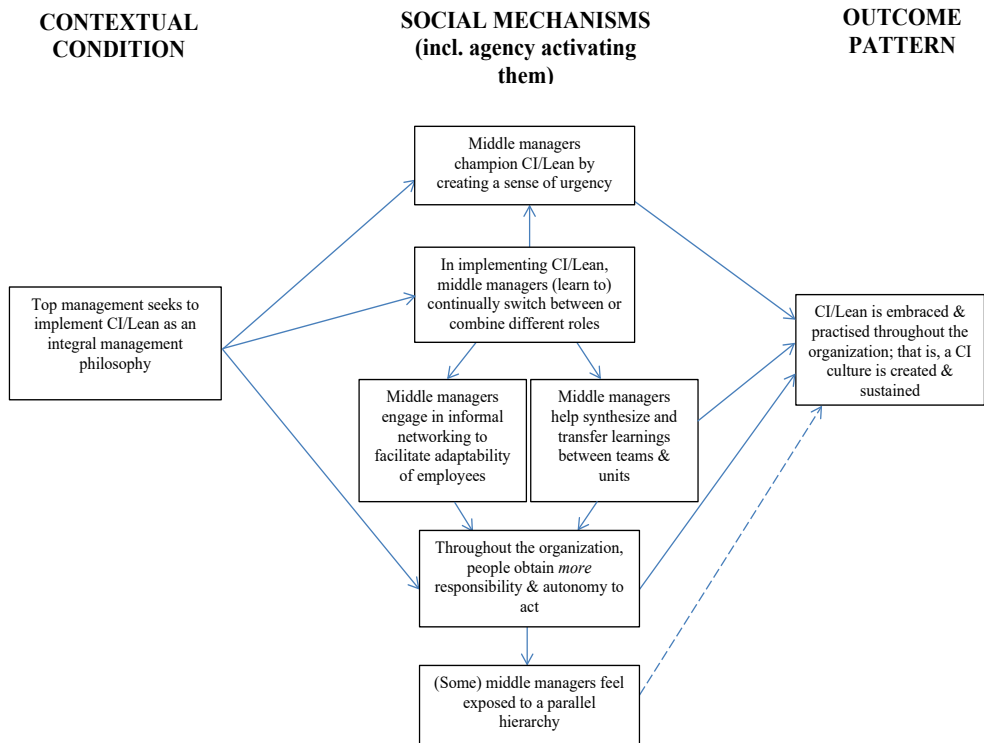 CONTEXTUAL
CONDITION
SOCIAL MECHANISMS
(incl. agency activating
them)
OUTCOME
PATTERN
Middle managers
champion CI/Lean by
creating a sense of urgency
In implementing CI/Lean,
middle managers (learn to)
continually switch between or
combine different roles
Top management seeks to
implement CI/Lean as an
integral management
philosophy
CI/Lean is embraced &
practised throughout the
organization; that is, a CI
culture is created &
sustained
Middle managers
engage in informal
networking to
facilitate adaptability
of employees
Middle managers
help synthesize and
transfer learnings
between teams &
units
Throughout the organization,
people obtain more
responsibility & autonomy to
act
(Some) middle managers feel
exposed to a parallel
hierarchy